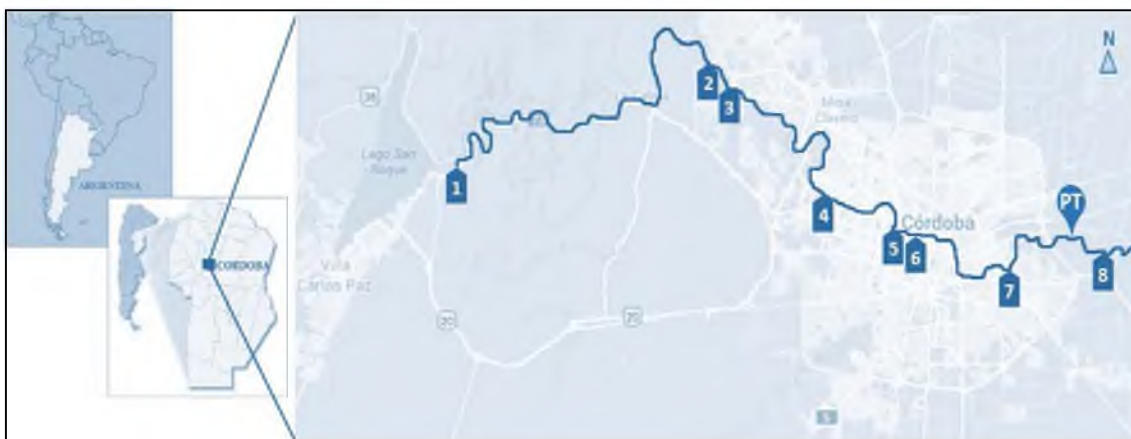 ARGENTINA
CÓRDOBA
N
38
Lago San
Roque
Villa
Carlos Paz
20
20
Córdoba
1
2
3
4
5
6
7
PT
8
5